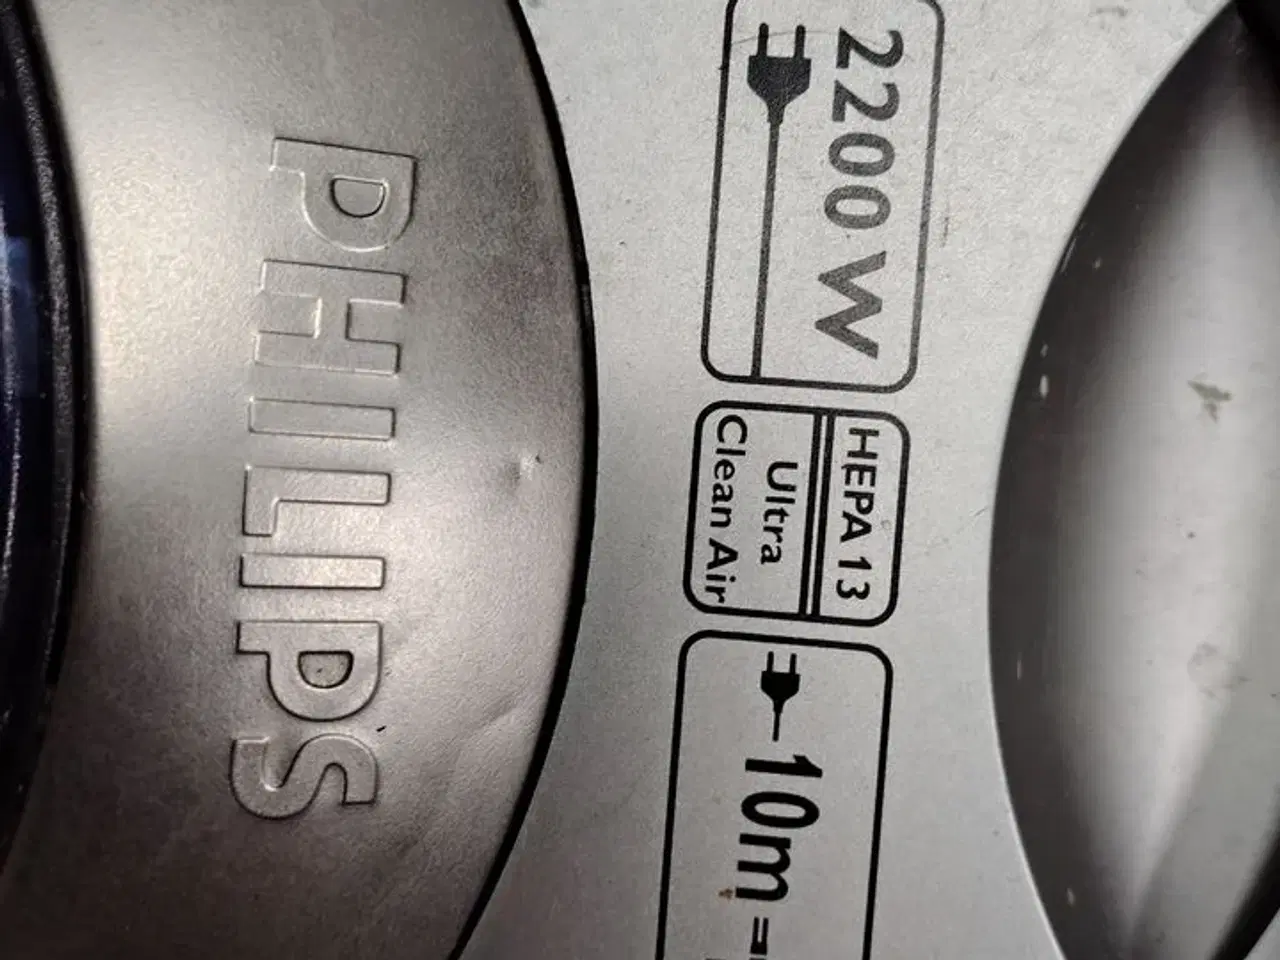 PHILIPS
2200 W
HEPA 13
Ultra
Clean Air
10m =